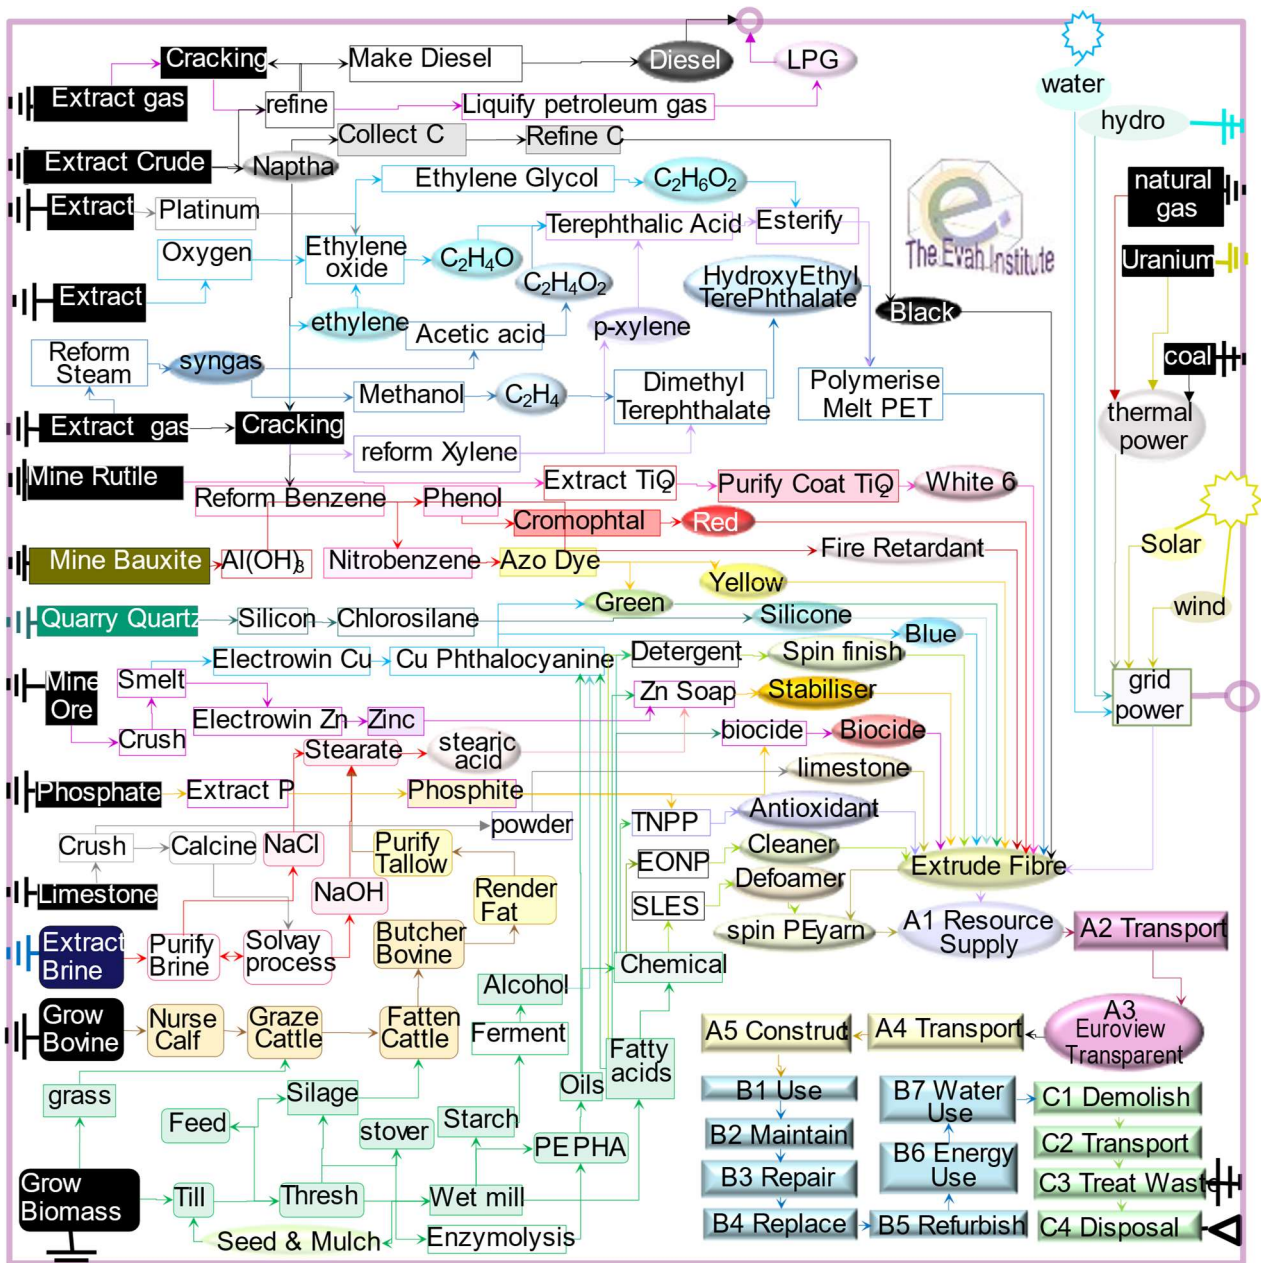 Cracking
Make Diesel
Diesel
LPG
Extract gas
refine
Liquify petroleum gas
water
hydro
Collect C
Refine C
Extract Crude
Naptha
Ethylene Glycol
C2H6O2
natural
gas
Extract
Platinum
Terephthalic Acid
Esterify
Oxygen
Ethylene
oxide
C2H4O
C2H4O2
The Evah Institute
Uranium
HydroxyEthyl
TerePhthalate
Extract
ethylene
Acetic acid
p-xylene
Black
Reform
Steam
syngas
coal
Methanol
C2H4
Dimethyl
Terephthalate
Polymerise
Melt PET
thermal
power
Extract gas
Cracking
reform Xylene
Mine Rutile
Extract TiO2
Purify Coat TiO2
White 6
Reform Benzene
Phenol
Cromophtal
Red
Solar
Mine Bauxite
Al(OH)3
Nitrobenzene
Azo Dye
Fire Retardant
Yellow
Green
wind
Quarry Quartz
Silicon
Chlorosilane
Silicone
Blue
Electrowin Cu
Cu Phthalocyanine
Detergent
Spin finish
Mine
Ore
Smelt
Zn Soap
Stabiliser
grid
power
Electrowin Zn
Zinc
Crush
Stearate
stearic
acid
biocide
Biocide
limestone
Phosphate
Extract P
Phosphite
Antioxidant
powder
TNPP
Crush
Calcine
NaCl
Purify
Tallow
Cleaner
EONP
Extrude Fibre
Limestone
NaOH
Render
Fat
Defoamer
SLES
Extract
Brine
Purify
Brine
Solvay
process
Butcher
Bovine
spin PEyarn
A1 Resource
Supply
A2 Transport
Chemical
Alcohol
Grow
Bovine
Nurse
Calf
Graze
Cattle
Fatten
Cattle
Ferment
A5 Construct
A4 Transport
A3
Euroview
Transparent
Fatty
acids
Oils
grass
Silage
B1 Use
B7 Water
Use
C1 Demolish
Feed
stover
Starch
B2 Maintain
C2 Transport
PEPHA
B6 Energy
Use
B3 Repair
C3 Treat Waste
Grow
Biomass
Till
Thresh
Wet mill
B4 Replace
B5 Refurbish
C4 Disposal
Seed & Mulch
Enzymolysis